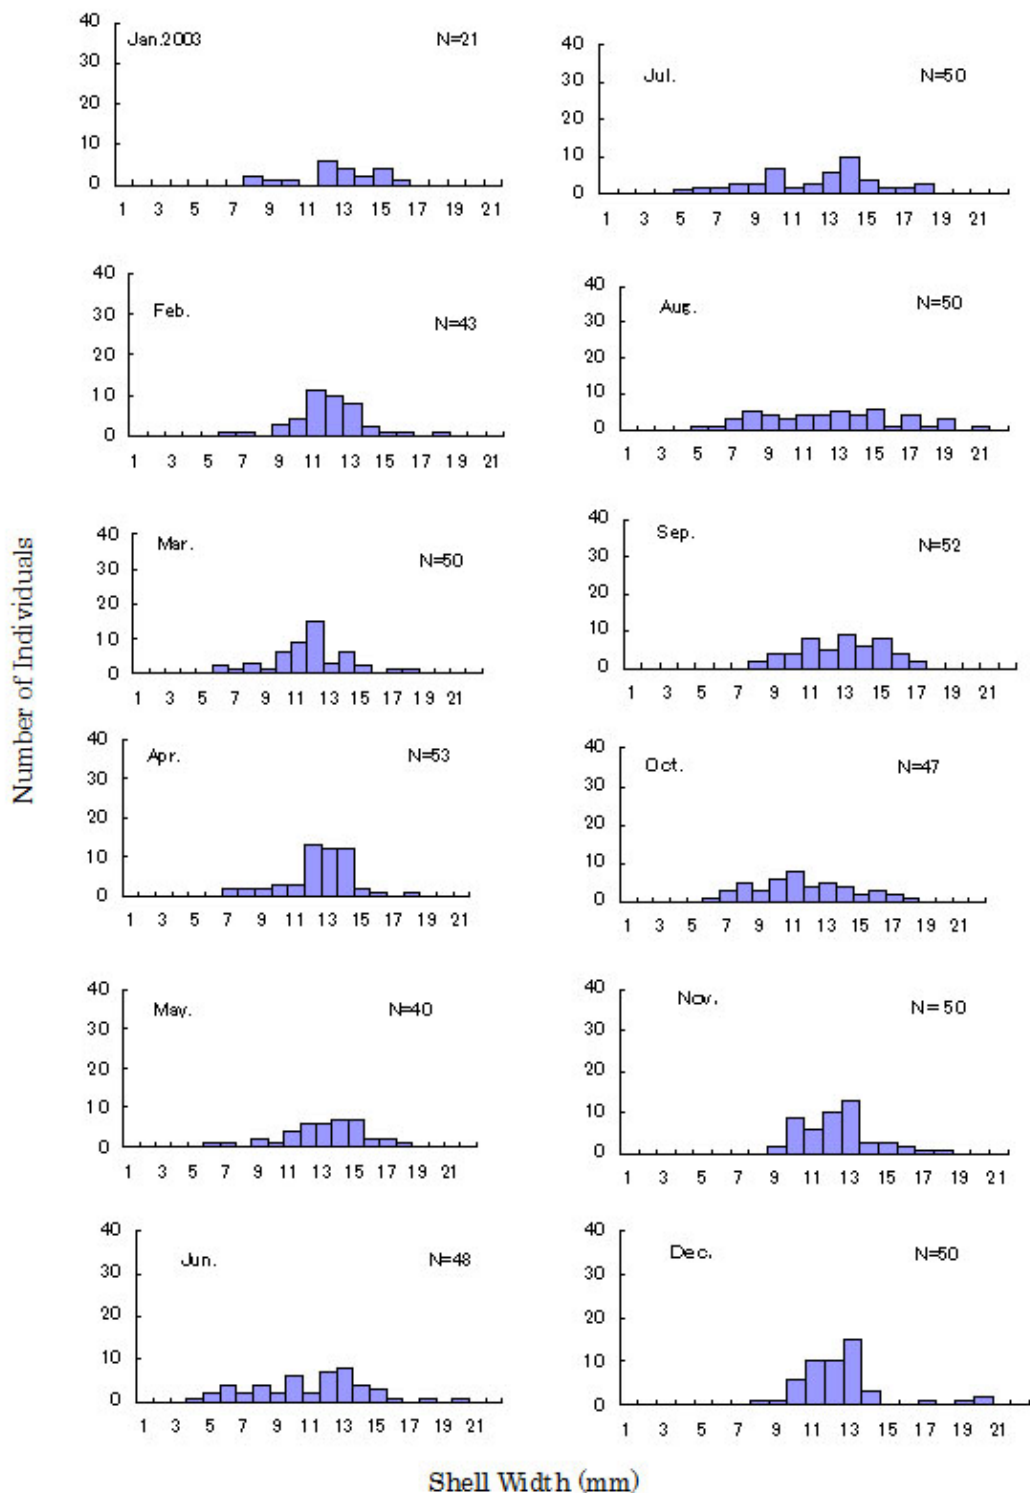 Number of Individuals
Jan.2003 N=21
40
30
20
10
0
1 3 5 7 9 11 13 15 17 19 21
Feb. N=43
40
30
20
10
0
1 3 5 7 9 11 13 15 17 19 21
Mar. N=50
40
30
20
10
0
1 3 5 7 9 11 13 15 17 19 21
Apr. N=53
40
30
20
10
0
1 3 5 7 9 11 13 15 17 19 21
May. N=40
40
30
20
10
0
1 3 5 7 9 11 13 15 17 19 21
Jun. N=48
40
30
20
10
0
1 3 5 7 9 11 13 15 17 19 21
Jul. N=50
40
30
20
10
0
1 3 5 7 9 11 13 15 17 19 21
Aug. N=50
40
30
20
10
0
1 3 5 7 9 11 13 15 17 19 21
Sep. N=52
40
30
20
10
0
1 3 5 7 9 11 13 15 17 19 21
Oct. N=47
40
30
20
10
0
1 3 5 7 9 11 13 15 17 19 21
Nov. N=50
40
30
20
10
0
1 3 5 7 9 11 13 15 17 19 21
Dec. N=50
40
30
20
10
0
1 3 5 7 9 11 13 15 17 19 21
Shell Width (mm)